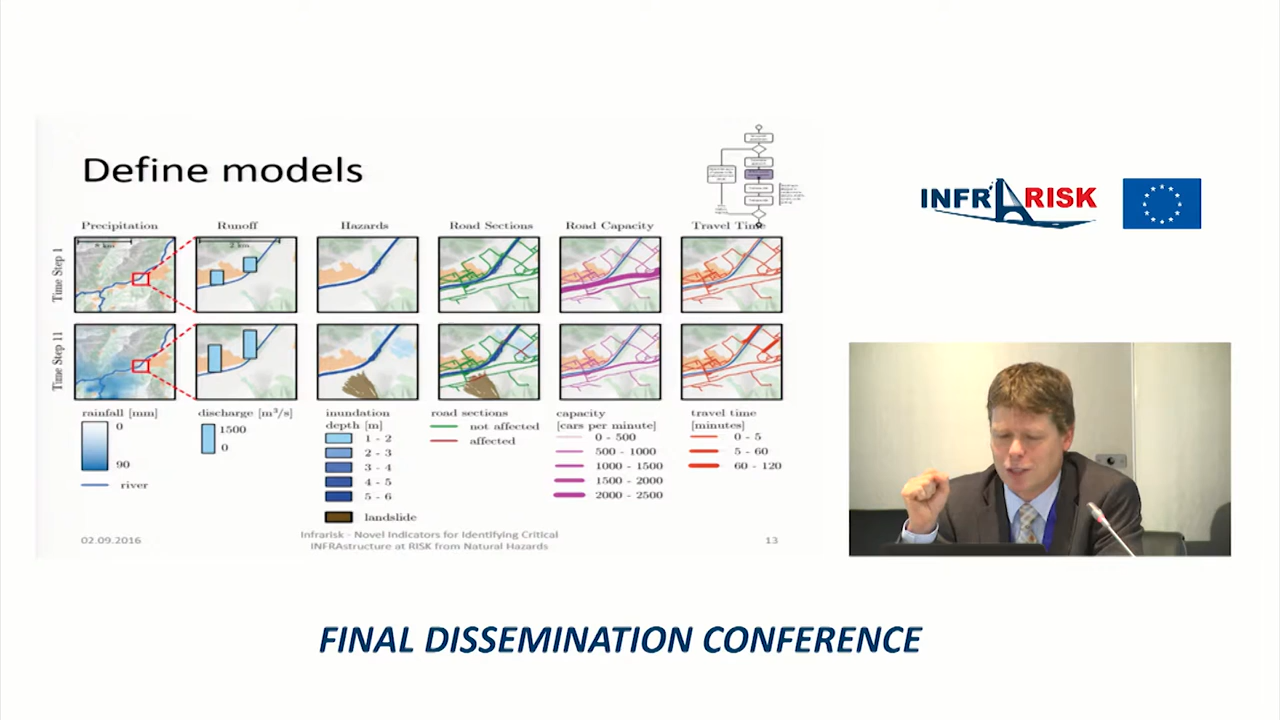 Define models
Precipitation Runoff Hazards Road Sections Road Capacity Travel Time
Time Step 1
8 km
2 km
Time Step 11
rainfall [mm]
0
90
river
discharge [m³/s]
1500
0
inundation
depth [m]
1 - 2
2 - 3
3 - 4
4 - 5
5 - 6
landslide
road sections
not affected
affected
capacity
[cars per minute]
0 - 500
500 - 1000
1000 - 1500
1500 - 2000
2000 - 2500
travel time
[minutes]
0 - 5
5 - 60
60 - 120
02.09.2016
Infrarisk - Novel Indicators for Identifying Critical
INFRAstructure at RISK from Natural Hazards
13
INFRARISK
FINAL DISSEMINATION CONFERENCE